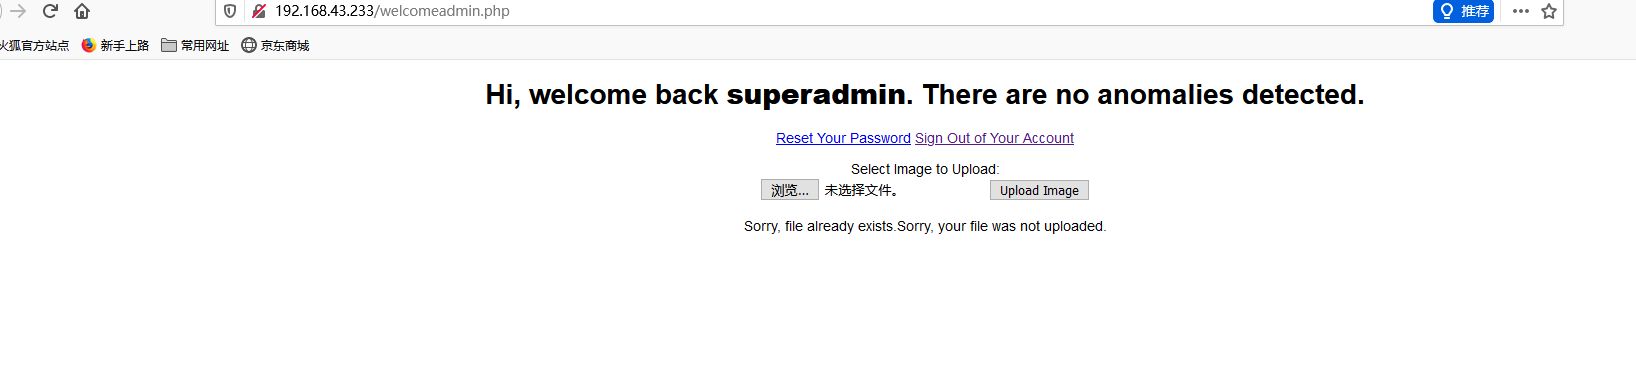 192.168.43.233/welcomeadmin.php
推荐
火狐官方站点 新手上路 常用网址 京东商城
Hi, welcome back superadmin. There are no anomalies detected.
Reset Your Password Sign Out of Your Account
Select Image to Upload:
浏览... 未选择文件。 Upload Image
Sorry, file already exists.Sorry, your file was not uploaded.